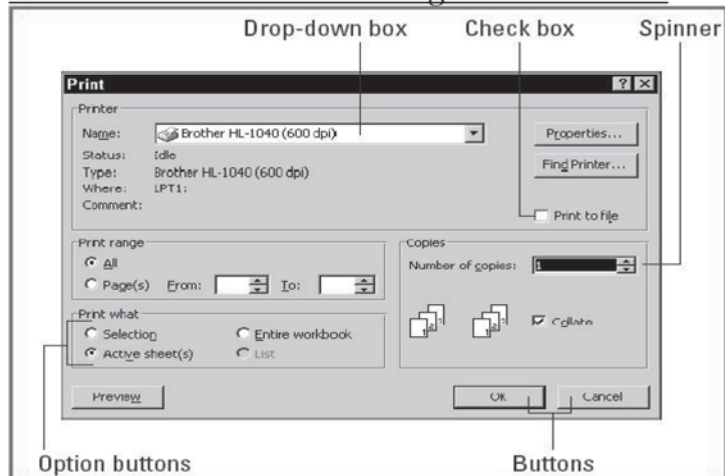 Drop-down box Check box Spinner
Print
Printer
Name: Brother HL-1040 (600 dpi) Properties...
Status: Idle
Type: Brother HL-1040 (600 dpi) Find Printer...
Where: LPT1:
Comment: Print to file
Print range Copies
All Number of copies: 1
Page(s) From: To:
Print what
Selection Entire workbook Collate
Active sheet(s) List
Preview OK Cancel
Option buttons Buttons